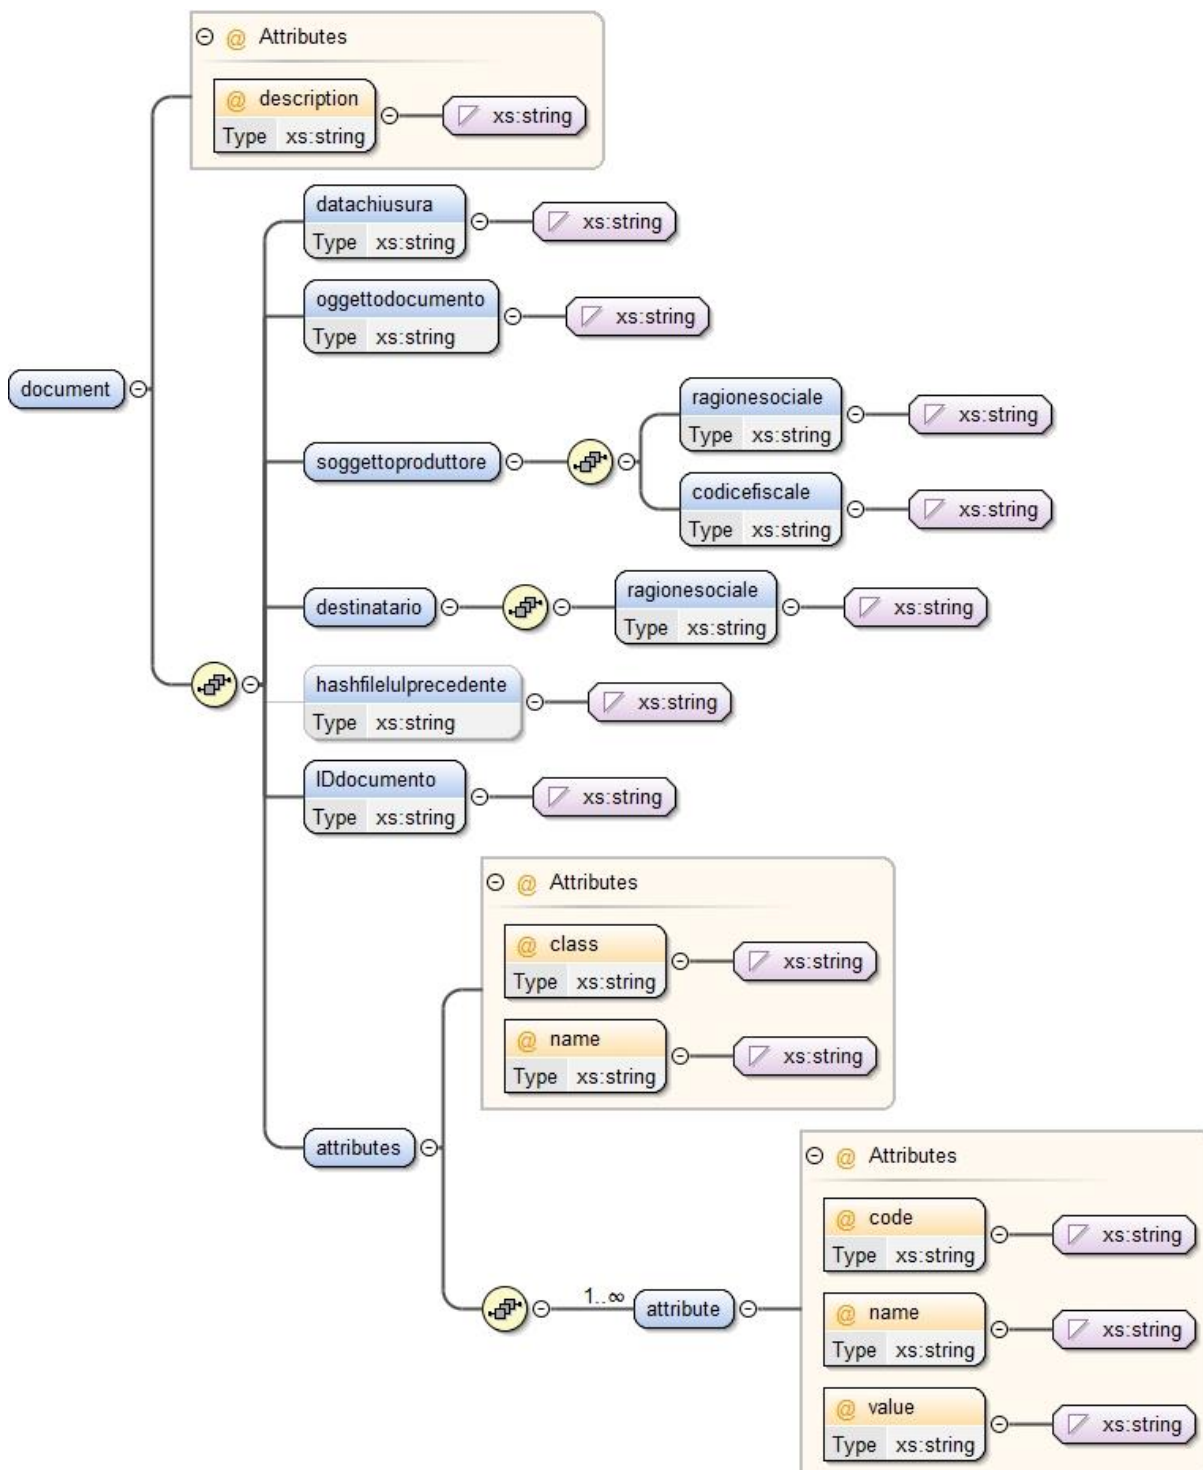 @ Attributes
@ description
Type xs:string
xs:string
datachiusura
Type xs:string
xs:string
oggettodocumento
Type xs:string
xs:string
document
ragionesociale
Type xs:string
xs:string
soggettoproduttore
codicefiscale
Type xs:string
xs:string
destinatario
ragionesociale
Type xs:string
xs:string
hashfilelulprecedente
Type xs:string
xs:string
IDdocumento
Type xs:string
xs:string
@ Attributes
@ class
Type xs:string
xs:string
@ name
Type xs:string
xs:string
attributes
@ Attributes
@ code
Type xs:string
xs:string
1..∞
attribute
@ name
Type xs:string
xs:string
@ value
Type xs:string
xs:string